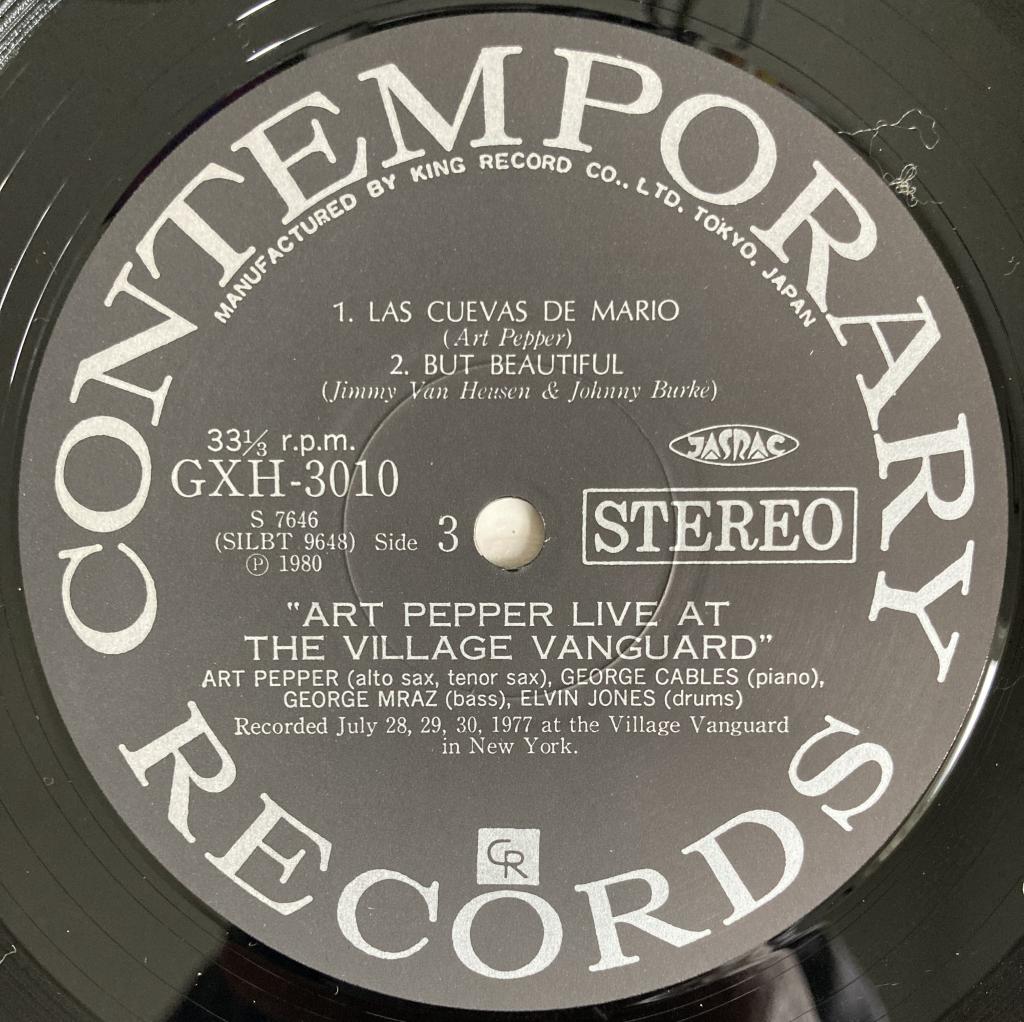 CONTEMPORARY
MANUFACTURED BY KING RECORD CO., LTD. TOKYO. JAPAN
1. LAS CUEVAS DE MARIO
(Art Pepper)
2. BUT BEAUTIFUL
(Jimmy Van Heusen & Johnny Burke)
33⅓ r.p.m.
GXH-3010
JASRAC
S 7646
(SILBT 9648) Side 3
Ⓟ 1980
STEREO
"ART PEPPER LIVE AT
THE VILLAGE VANGUARD"
ART PEPPER (alto sax, tenor sax), GEORGE CABLES (piano),
GEORGE MRAZ (bass), ELVIN JONES (drums)
Recorded July 28, 29, 30, 1977 at the Village Vanguard
in New York.
CR
RECORDS